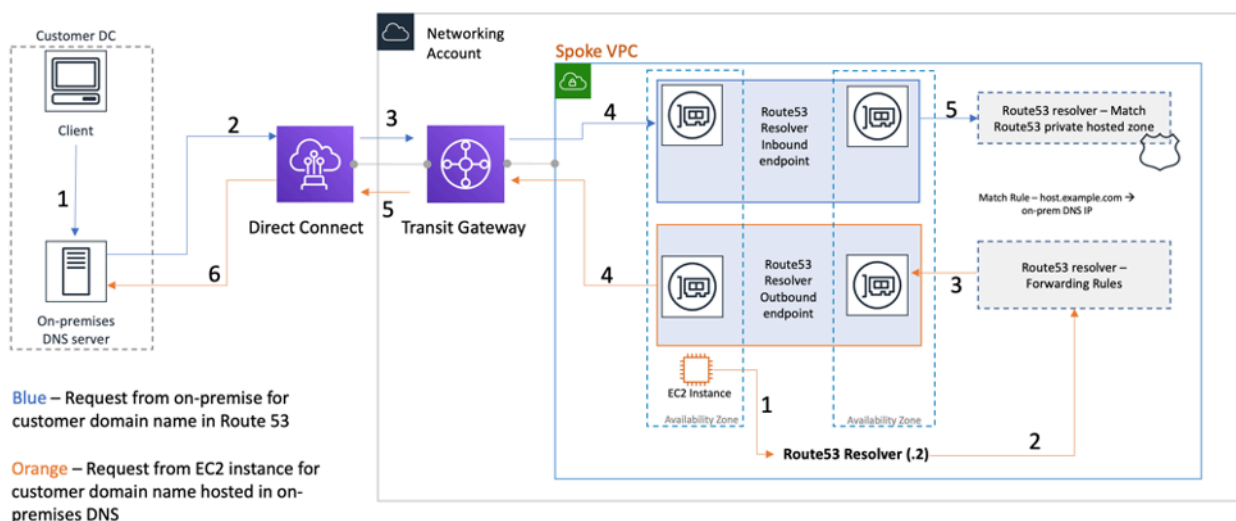 Customer DC
Client
1
On-premises
DNS server
2
6
Direct Connect
3
5
Transit Gateway
Networking
Account
Spoke VPC
4
4
Route53
Resolver
Inbound
endpoint
5
Route53 resolver – Match
Route53 private hosted zone
Match Rule – host.example.com →
on-prem DNS IP
Route53
Resolver
Outbound
endpoint
3
Route53 resolver –
Forwarding Rules
EC2 Instance
1
Availability Zone
Availability Zone
Route53 Resolver (.2)
2
Blue – Request from on-premise for
customer domain name in Route 53
Orange – Request from EC2 instance for
customer domain name hosted in on-
premises DNS